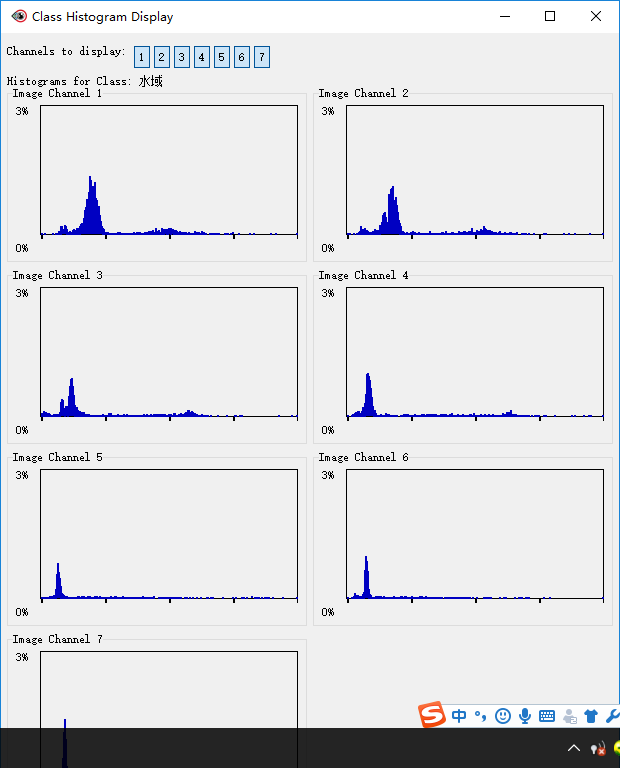 Class Histogram Display
Channels to display: 1 2 3 4 5 6 7
Histograms for Class: 水域
Image Channel 1
3%
0%
Image Channel 2
3%
0%
Image Channel 3
3%
0%
Image Channel 4
3%
0%
Image Channel 5
3%
0%
Image Channel 6
3%
0%
Image Channel 7
3%
S 中